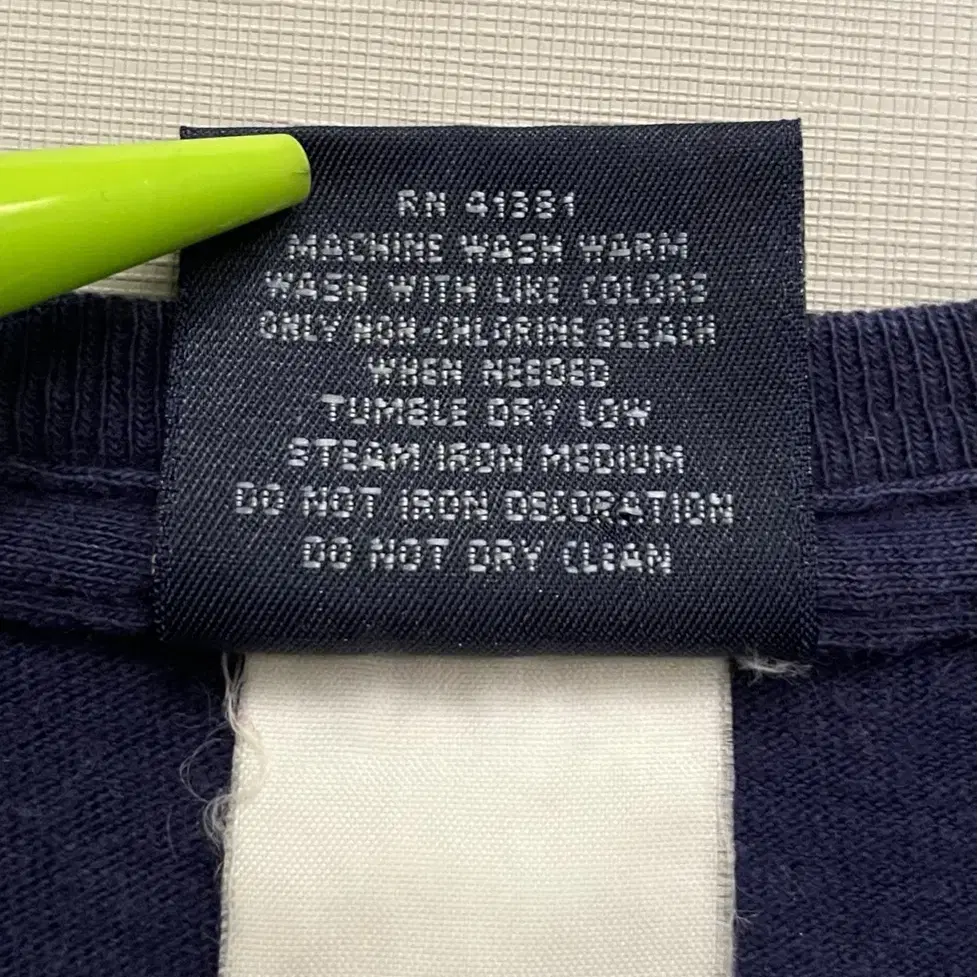 RN 41381
MACHINE WASH WARM
WASH WITH LIKE COLORS
ONLY NON-CHLORINE BLEACH
WHEN NEEDED
TUMBLE DRY LOW
STEAM IRON MEDIUM
DO NOT IRON DECORATION
DO NOT DRY CLEAN